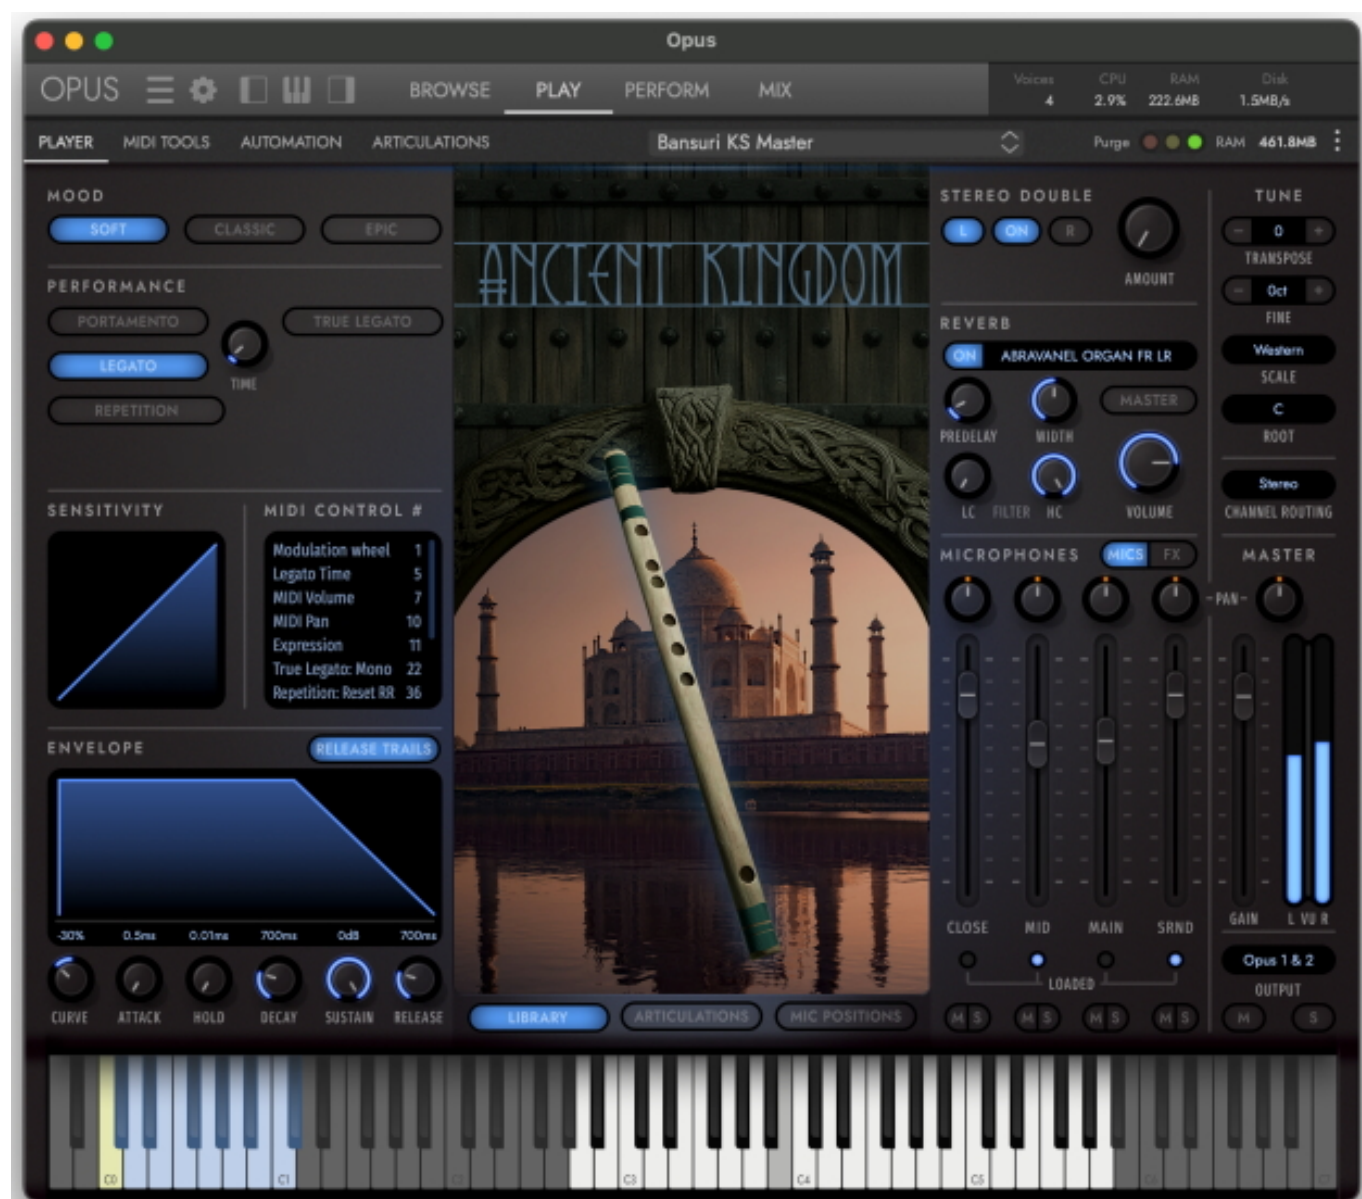 Opus
OPUS BROWSE PLAY PERFORM MIX
Voices CPU RAM Disk
4 2.9% 222.6MB 1.5MB/s
PLAYER MIDI TOOLS AUTOMATION ARTICULATIONS Bansuri KS Master Purge RAM 461.8MB
MOOD
SOFT CLASSIC EPIC
PERFORMANCE
PORTAMENTO TRUE LEGATO
LEGATO
TIME
REPETITION
SENSITIVITY
MIDI CONTROL #
Modulation wheel 1
Legato Time 5
MIDI Volume 7
MIDI Pan 10
Expression 11
True Legato: Mono 22
Repetition: Reset RR 36
ENVELOPE RELEASE TRAILS
-30% 0.5ms 0.01ms 700ms 0dB 700ms
CURVE ATTACK HOLD DECAY SUSTAIN RELEASE
ANCIENT KINGDOM
LIBRARY ARTICULATIONS MIC POSITIONS
STEREO DOUBLE
L ON R
AMOUNT
REVERB
ON ABRAVANEL ORGAN FR LR
MASTER
PREDELAY WIDTH
LC FILTER HC VOLUME
MICROPHONES MICS FX
CLOSE MID MAIN SRND
LOADED
M S M S M S M S
TUNE
- 0 +
TRANSPOSE
- 0ct +
FINE
Western
SCALE
C
ROOT
Stereo
CHANNEL ROUTING
MASTER
-PAN-
GAIN L VU R
Opus 1 & 2
OUTPUT
M S
C0 C1 C2 C3 C4 C5 C6 C7